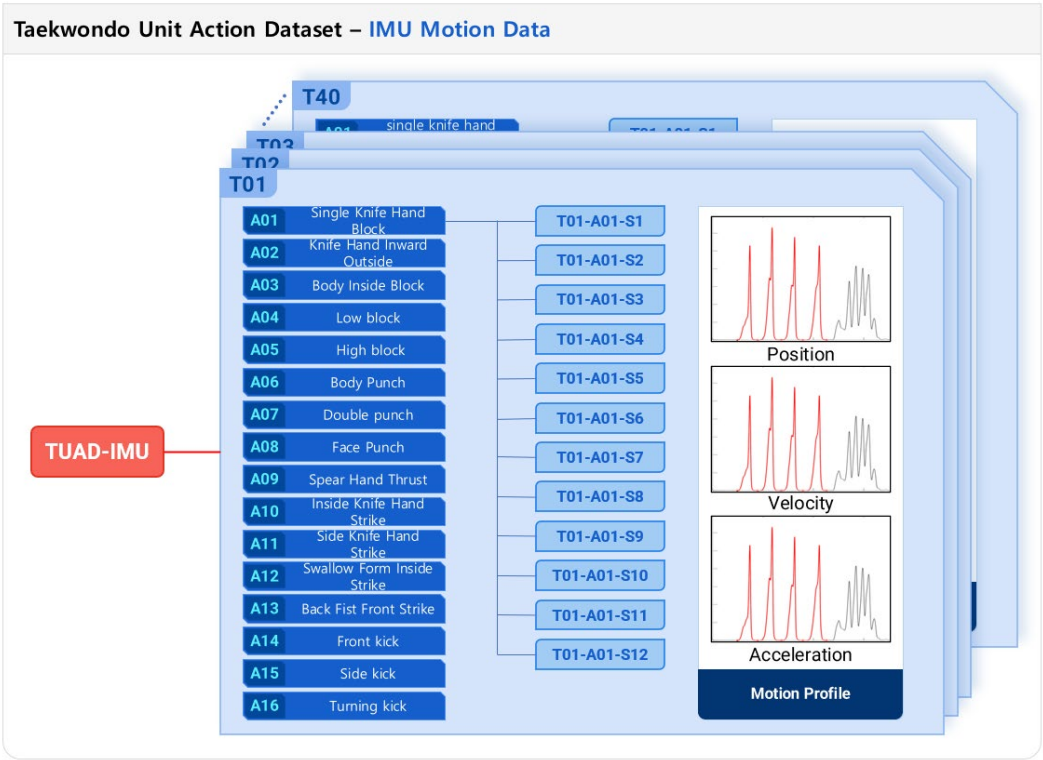 Taekwondo Unit Action Dataset – IMU Motion Data
T40
single knife hand
T03
T02
T01
TUAD-IMU
A01 Single Knife Hand
Block
A02 Knife Hand Inward
Outside
A03 Body Inside Block
A04 Low block
A05 High block
A06 Body Punch
A07 Double punch
A08 Face Punch
A09 Spear Hand Thrust
A10 Inside Knife Hand
Strike
A11 Side Knife Hand
Strike
A12 Swallow Form Inside
Strike
A13 Back Fist Front Strike
A14 Front kick
A15 Side kick
A16 Turning kick
T01-A01-S1
T01-A01-S2
T01-A01-S3
T01-A01-S4
T01-A01-S5
T01-A01-S6
T01-A01-S7
T01-A01-S8
T01-A01-S9
T01-A01-S10
T01-A01-S11
T01-A01-S12
Position
Velocity
Acceleration
Motion Profile